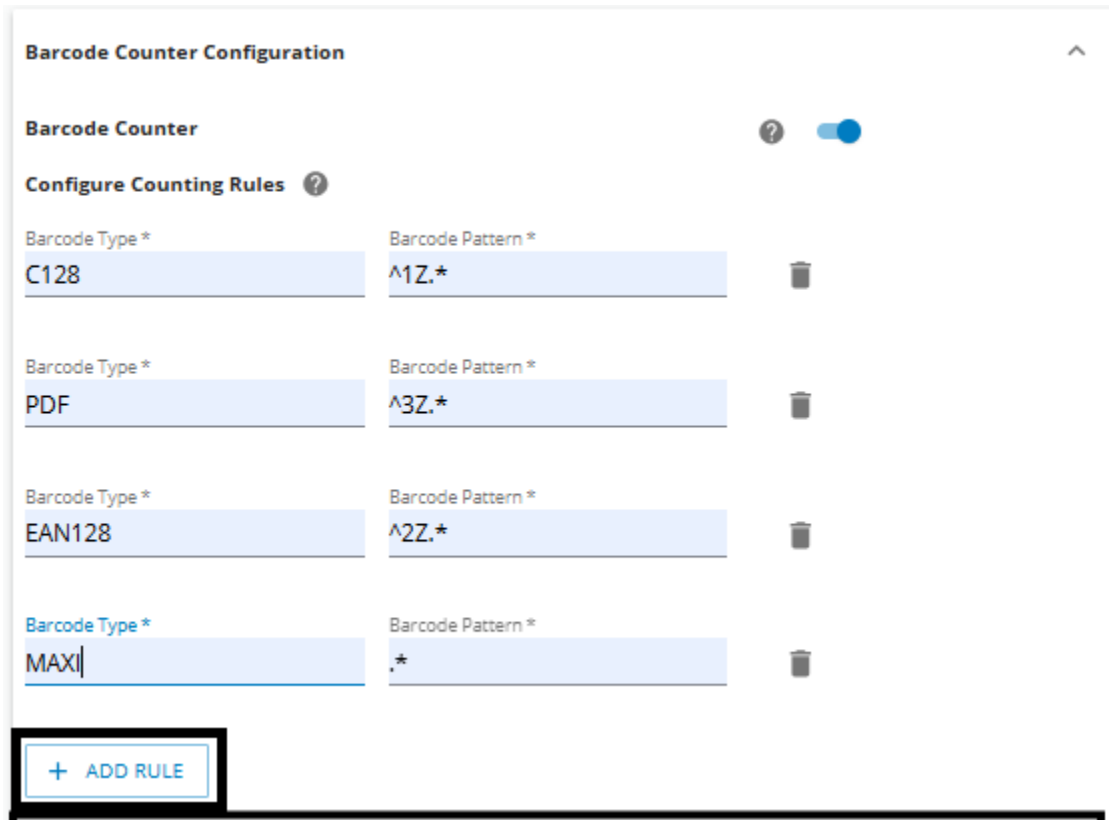 Barcode Counter Configuration
Barcode Counter
Configure Counting Rules
Barcode Type * Barcode Pattern *
C128 ^1Z.*
Barcode Type * Barcode Pattern *
PDF ^3Z.*
Barcode Type * Barcode Pattern *
EAN128 ^2Z.*
Barcode Type * Barcode Pattern *
MAXI .*
+ ADD RULE